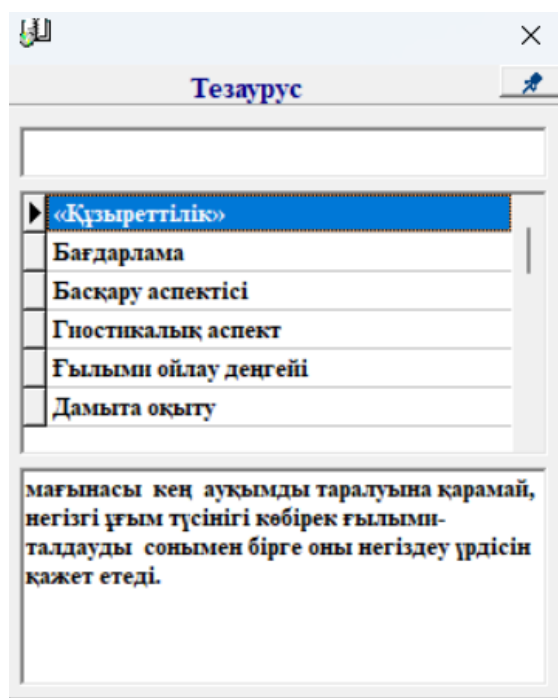 Тезаурус
«Құзыреттілік»
Бағдарлама
Басқару аспектісі
Гностикалық аспект
Ғылыми ойлау деңгейі
Дамыта оқыту
мағынасы кең ауқымды таралуына қарамай,
негізгі ұғым түсінігі көбірек ғылыми-
талдауды сонымен бірге оны негіздеу үрдісін
қажет етеді.